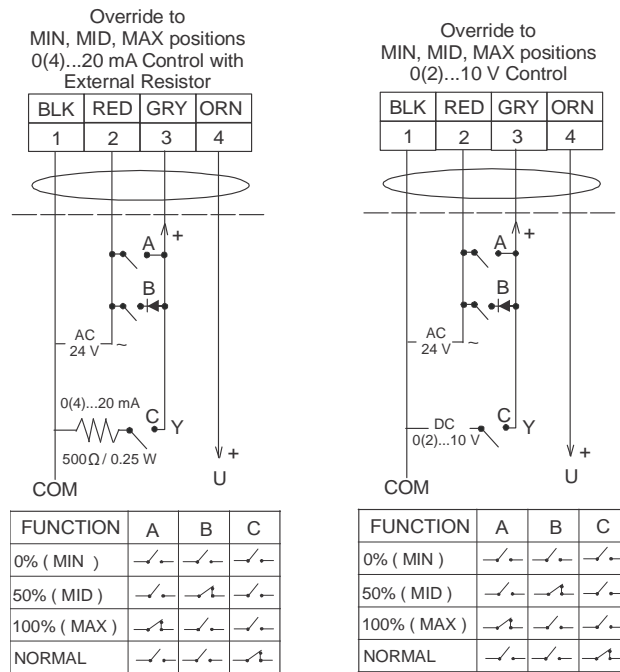 Override to
MIN, MID, MAX positions
0(4)...20 mA Control with
External Resistor
BLK RED GRY ORN
1 2 3 4
+
A
B
AC
24 V ~
0(4)...20 mA
C Y
500Ω / 0.25 W
+
U
COM
FUNCTION A B C
0% ( MIN )
50% ( MID )
100% ( MAX )
NORMAL
Override to
MIN, MID, MAX positions
0(2)...10 V Control
BLK RED GRY ORN
1 2 3 4
+
A
B
AC
24 V ~
DC
0(2)...10 V
C Y
+
U
COM
FUNCTION A B C
0% ( MIN )
50% ( MID )
100% ( MAX )
NORMAL